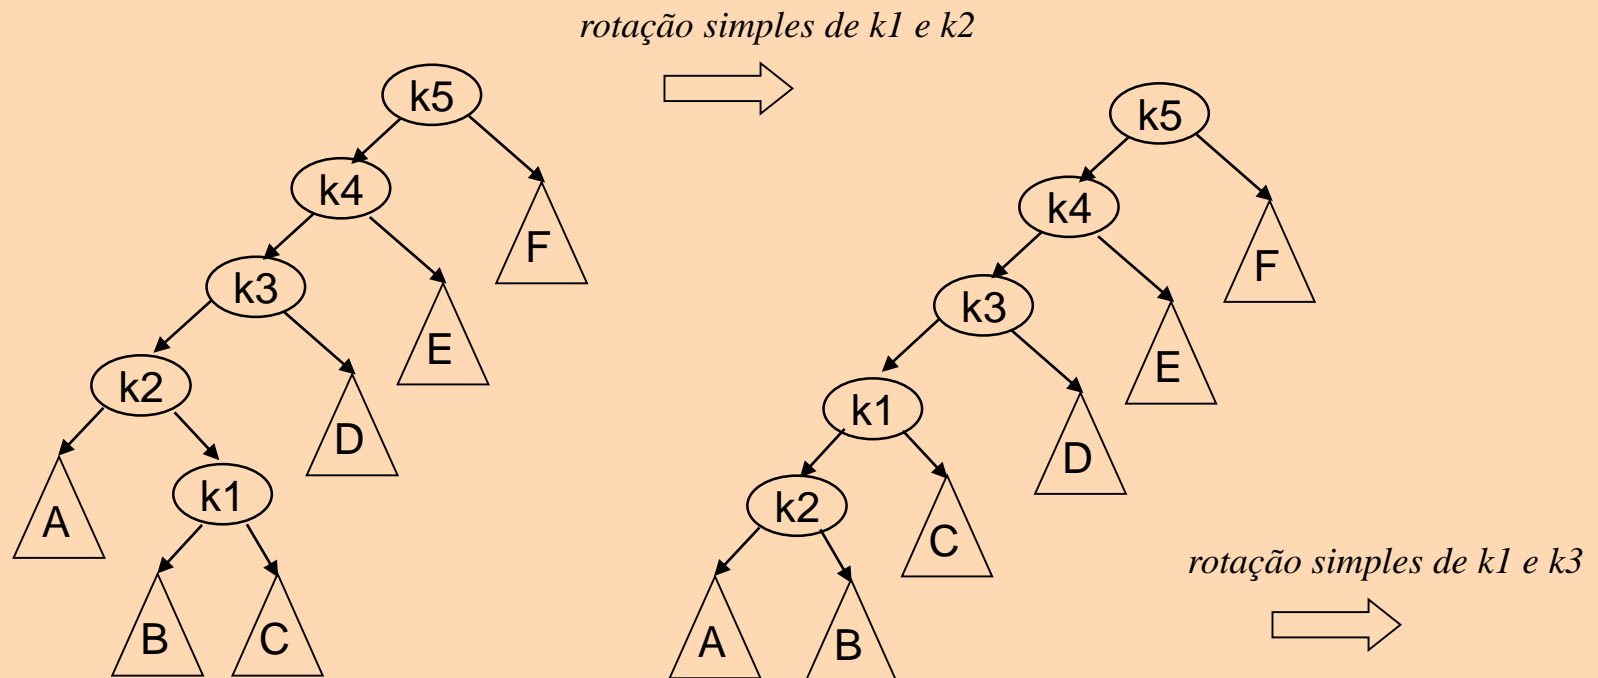 rotação simples de k1 e k2
k5
k4
F
k3
E
k2
D
A
k1
B
C
k5
k4
F
k3
E
k1
D
k2
C
A
B
rotação simples de k1 e k3